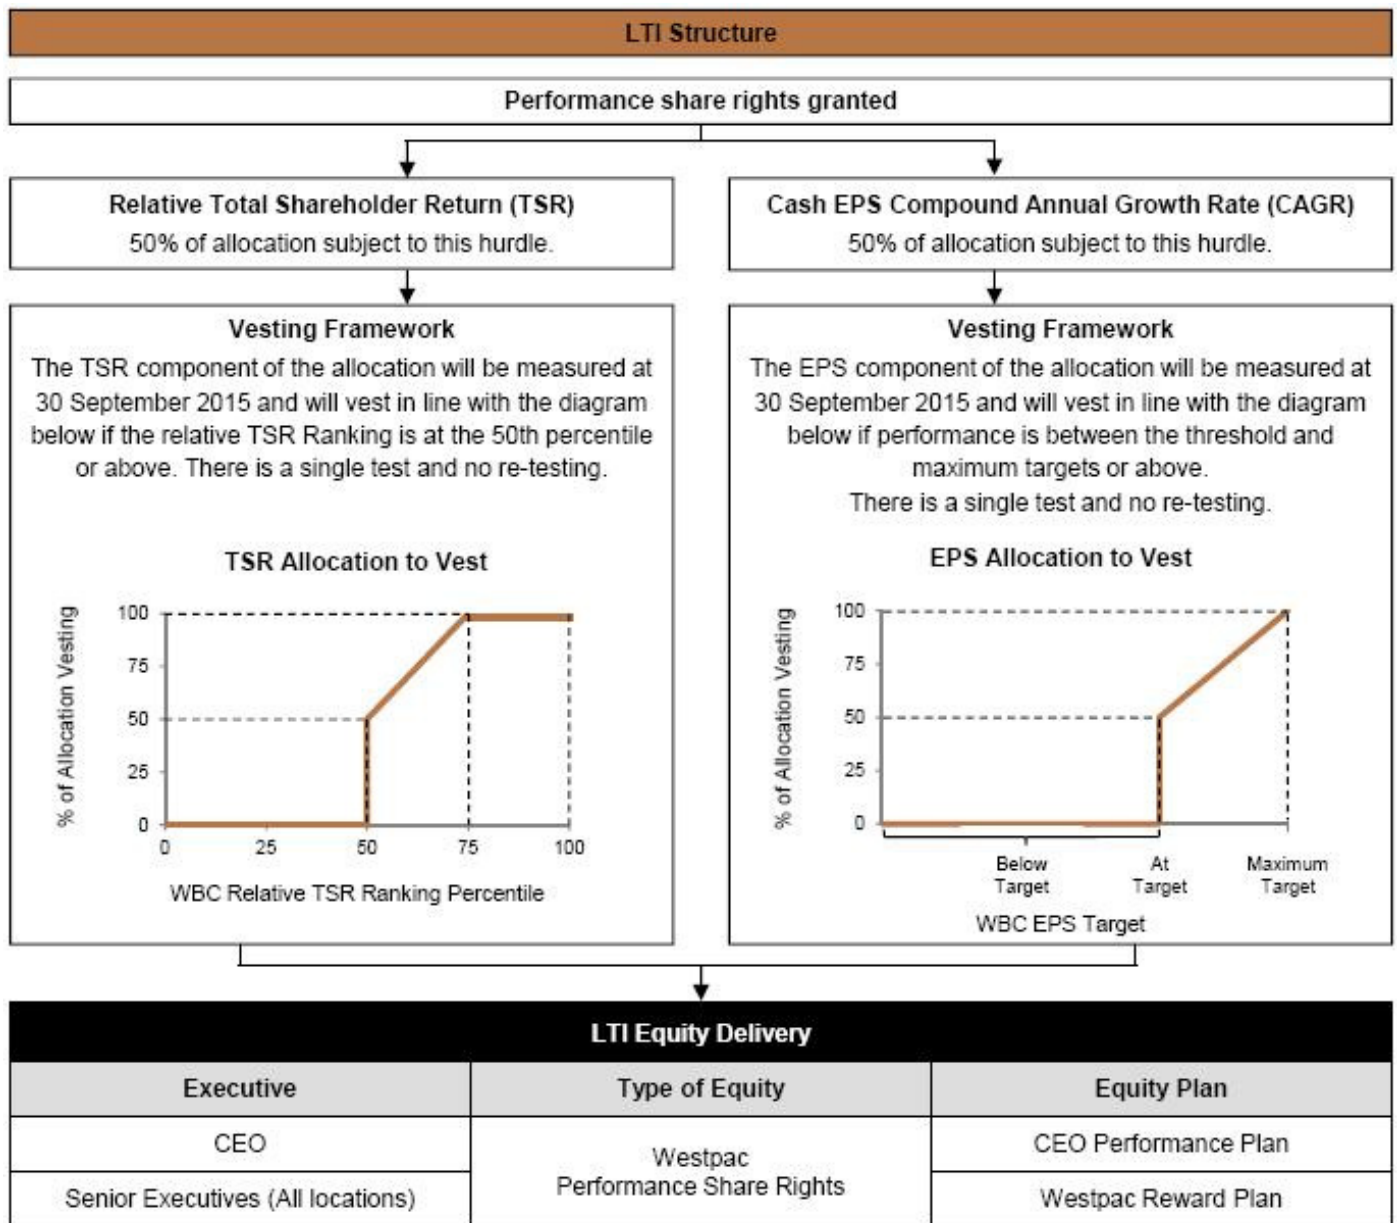 LTI Structure
Performance share rights granted
Relative Total Shareholder Return (TSR)
50% of allocation subject to this hurdle.
Cash EPS Compound Annual Growth Rate (CAGR)
50% of allocation subject to this hurdle.
Vesting Framework
The TSR component of the allocation will be measured at
30 September 2015 and will vest in line with the diagram
below if the relative TSR Ranking is at the 50th percentile
or above. There is a single test and no re-testing.
TSR Allocation to Vest
% of Allocation Vesting
100
75
50
25
0
0 25 50 75 100
WBC Relative TSR Ranking Percentile
Vesting Framework
The EPS component of the allocation will be measured at
30 September 2015 and will vest in line with the diagram
below if performance is between the threshold and
maximum targets or above.
There is a single test and no re-testing.
EPS Allocation to Vest
% of Allocation Vesting
100
75
50
25
0
Below
Target
At
Target
Maximum
Target
WBC EPS Target
LTI Equity Delivery
Executive
Type of Equity
Equity Plan
CEO
Westpac
Performance Share Rights
CEO Performance Plan
Senior Executives (All locations)
Westpac Reward Plan